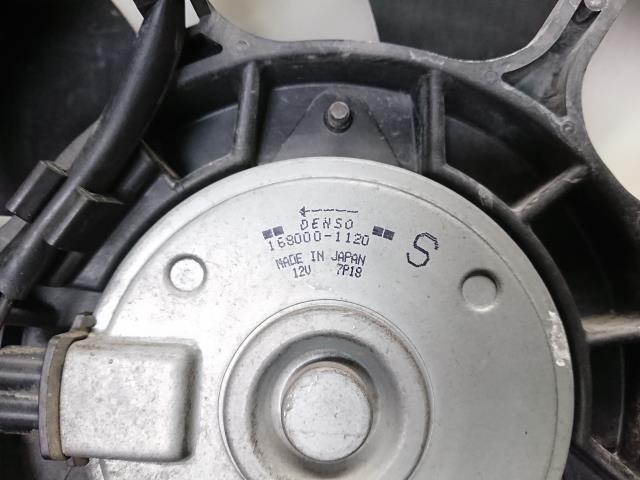 DENSO
168000-1120
S
MADE IN JAPAN
12V 7P18